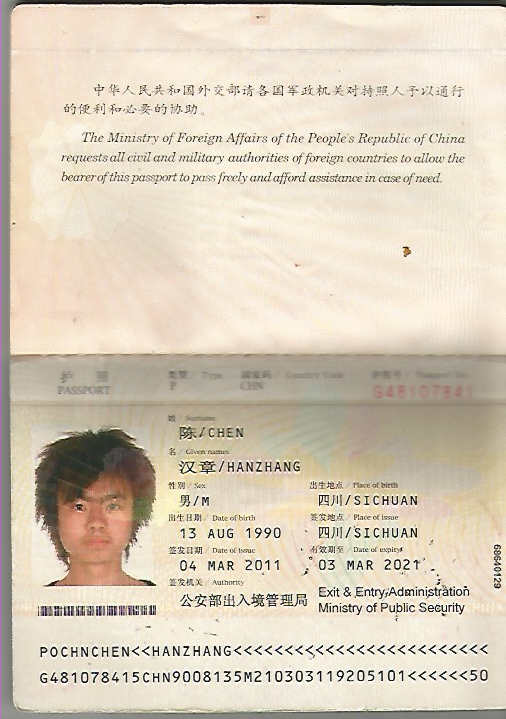 中华人民共和国外交部请各国军政机关对持照人予以通行
的便利和必要的协助。
The Ministry of Foreign Affairs of the People's Republic of China
requests all civil and military authorities of foreign countries to allow the
bearer of this passport to pass freely and afford assistance in case of need.
护 照 类型 / Type 国家码 / Country Code 护照号 / Passport No.
PASSPORT P CHN G48107841
姓 / Surname
陈/CHEN
名 / Given names
汉章/HANZHANG
性别 / Sex 出生地点 / Place of birth
男/M 四川/SICHUAN
出生日期 / Date of birth 签发地点 / Place of issue
13 AUG 1990 四川/SICHUAN
签发日期 / Date of issue 有效期至 / Date of expiry
04 MAR 2011 03 MAR 2021
签发机关 / Authority
公安部出入境管理局 Exit & Entry Administration
Ministry of Public Security
68640129
POCHNCHEN<<HANZHANG<<<<<<<<<<<<<<<<<<<<<<<<<
G481078415CHN9008135M210303119205101<<<<<<50